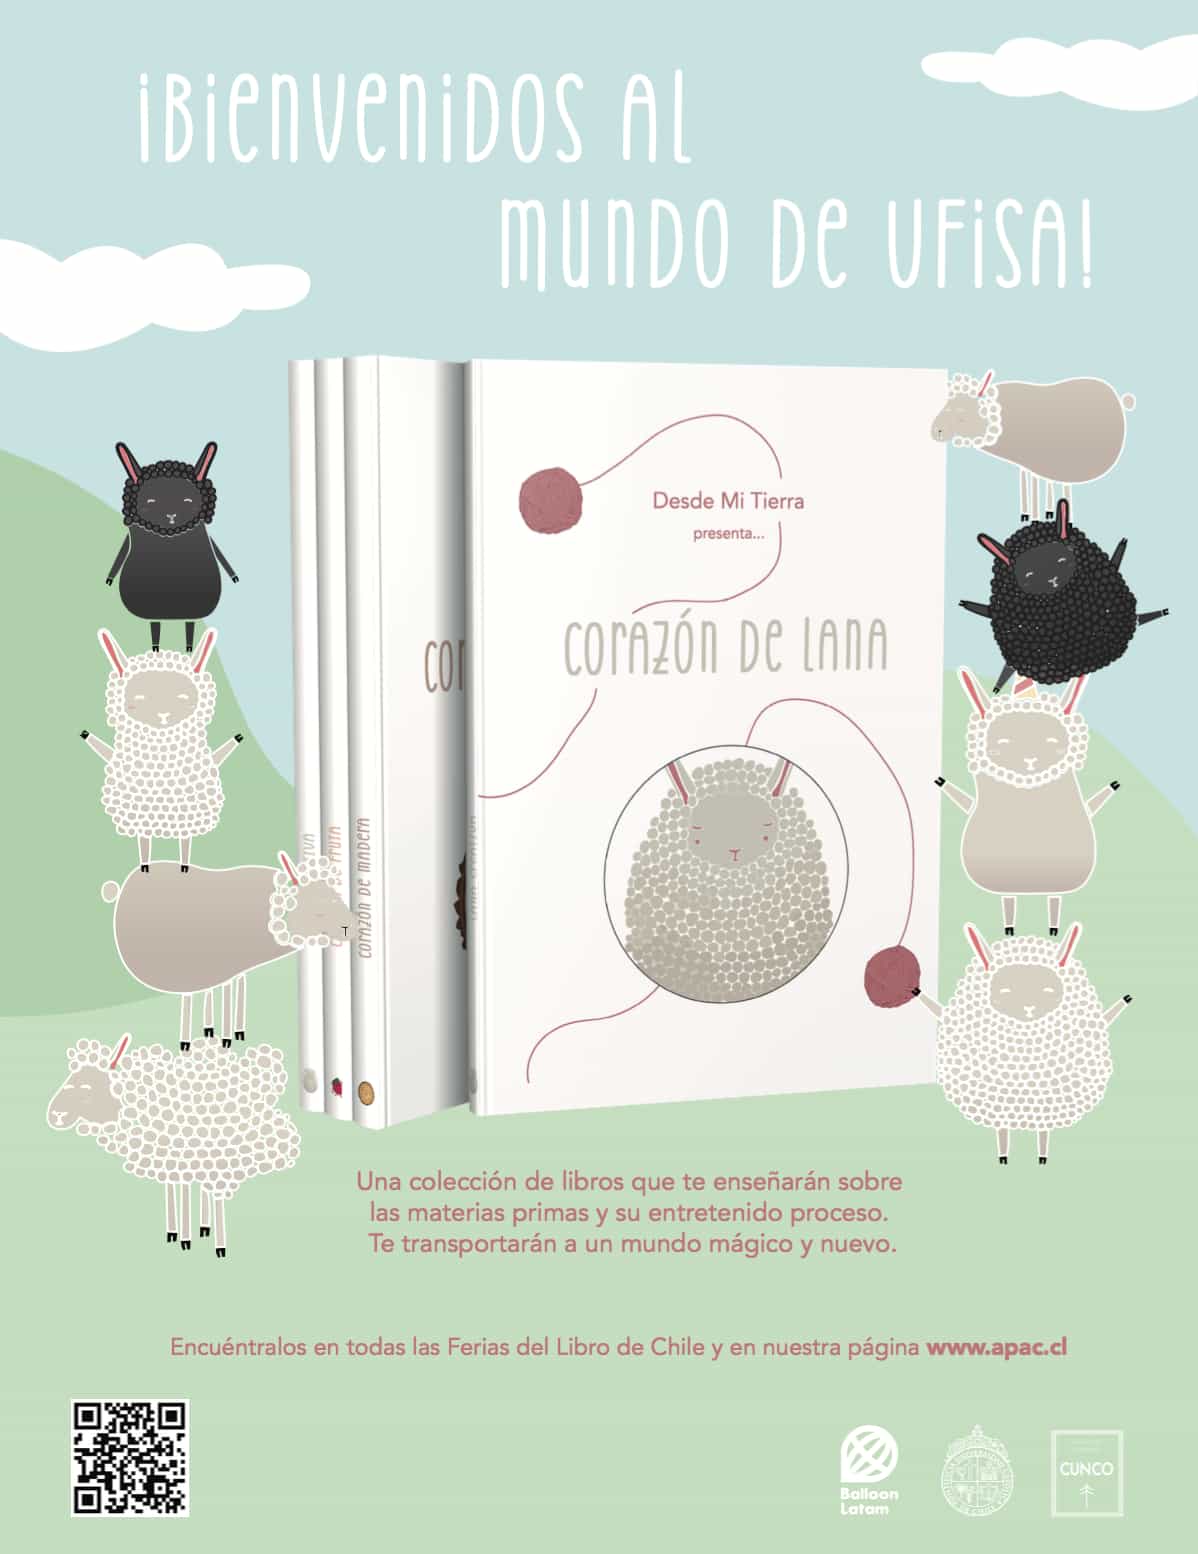 ¡BIENVENIDOS AL
MUNDO DE UFISA!
Desde Mi Tierra
presenta...
CORAZÓN DE LANA
CORAZÓN DE MADERA
Una colección de libros que te enseñarán sobre
las materias primas y su entretenido proceso.
Te transportarán a un mundo mágico y nuevo.
Encuéntralos en todas las Ferias del Libro de Chile y en nuestra página www.apac.cl
Balloon
Latam
CUNCO